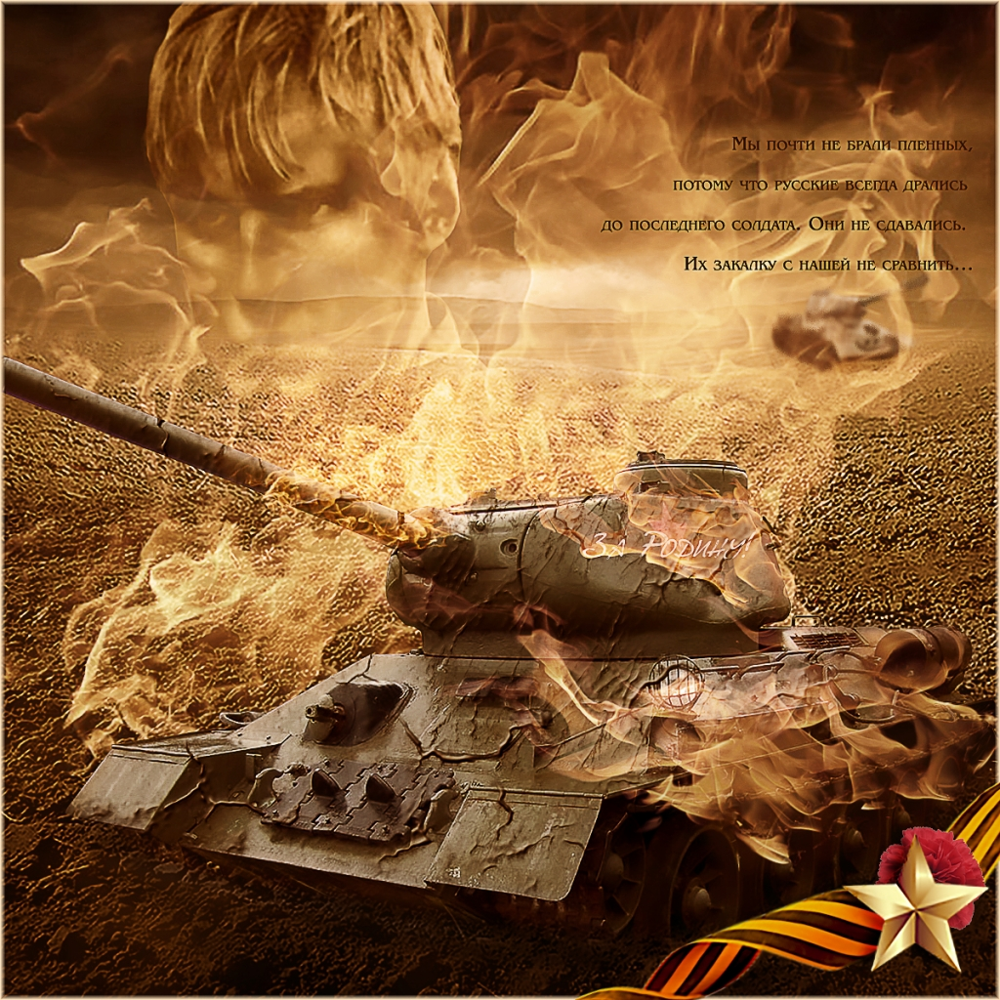 Мы почти не брали пленных,
потому что русские всегда дрались
до последнего солдата. Они не сдавались.
Их закалку с нашей не сравнить...
За Родину!